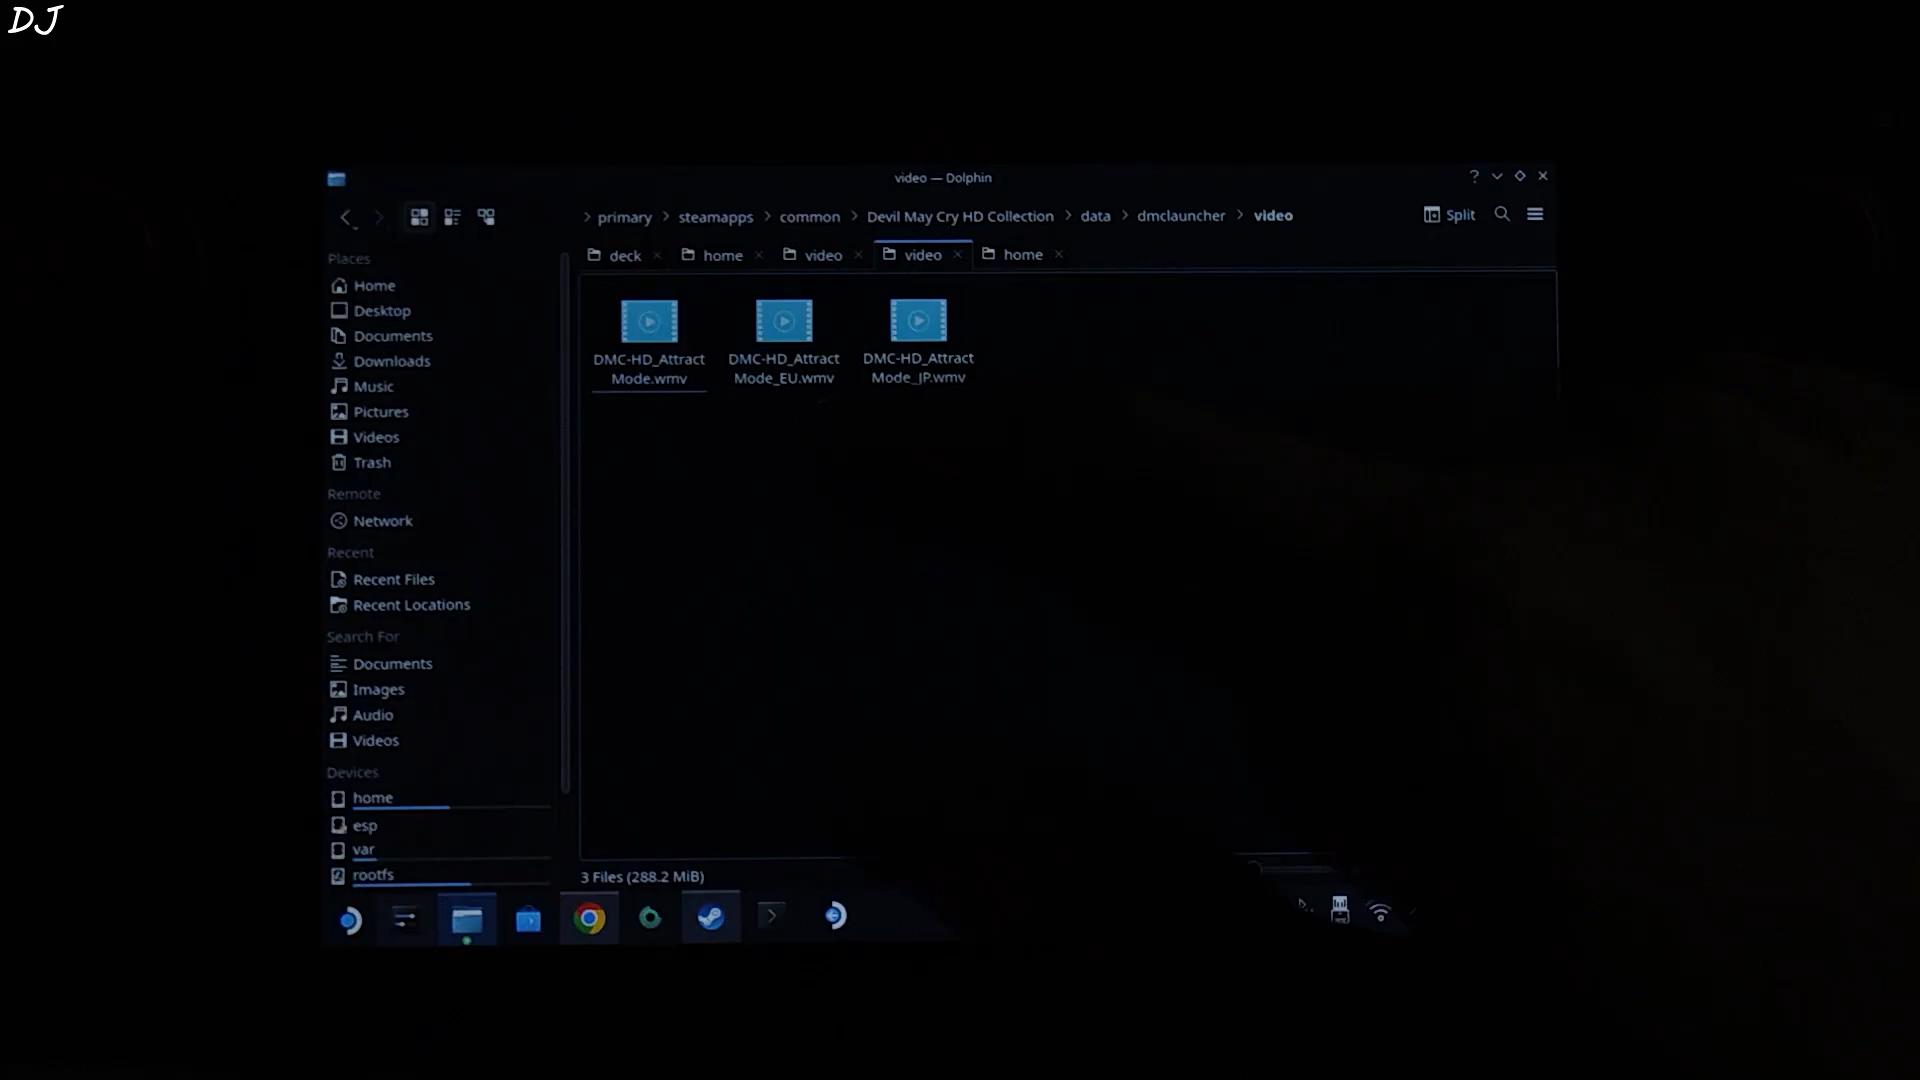 DJ
video — Dolphin
primary > steamapps > common > Devil May Cry HD Collection > data > dmclauncher > video
Split
deck
home
video
video
home
Places
Home
Desktop
Documents
Downloads
Music
Pictures
Videos
Trash
Remote
Network
Recent
Recent Files
Recent Locations
Search For
Documents
Images
Audio
Videos
Devices
home
esp
var
rootfs
DMC-HD_Attract
Mode.wmv
DMC-HD_Attract
Mode_EU.wmv
DMC-HD_Attract
Mode_JP.wmv
3 Files (288.2 MiB)